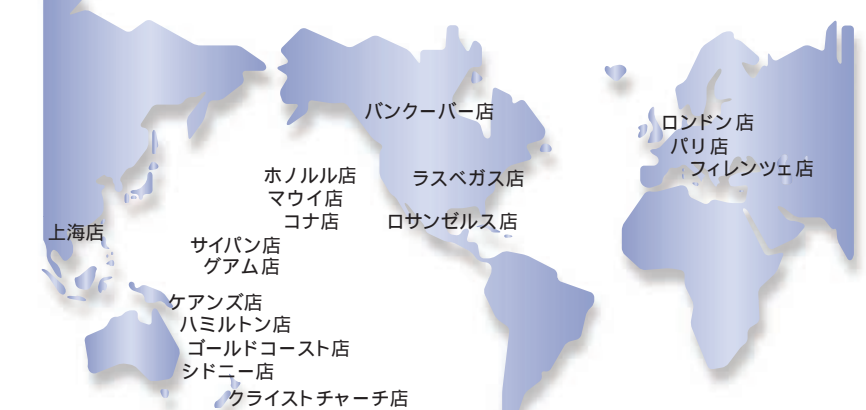 バンクーバー店
ロンドン店
パリ店
フィレンツェ店
ホノルル店
ラスベガス店
マウイ店
コナ店
ロサンゼルス店
上海店
サイパン店
グアム店
ケアンズ店
ハミルトン店
ゴールドコースト店
シドニー店
クライストチャーチ店